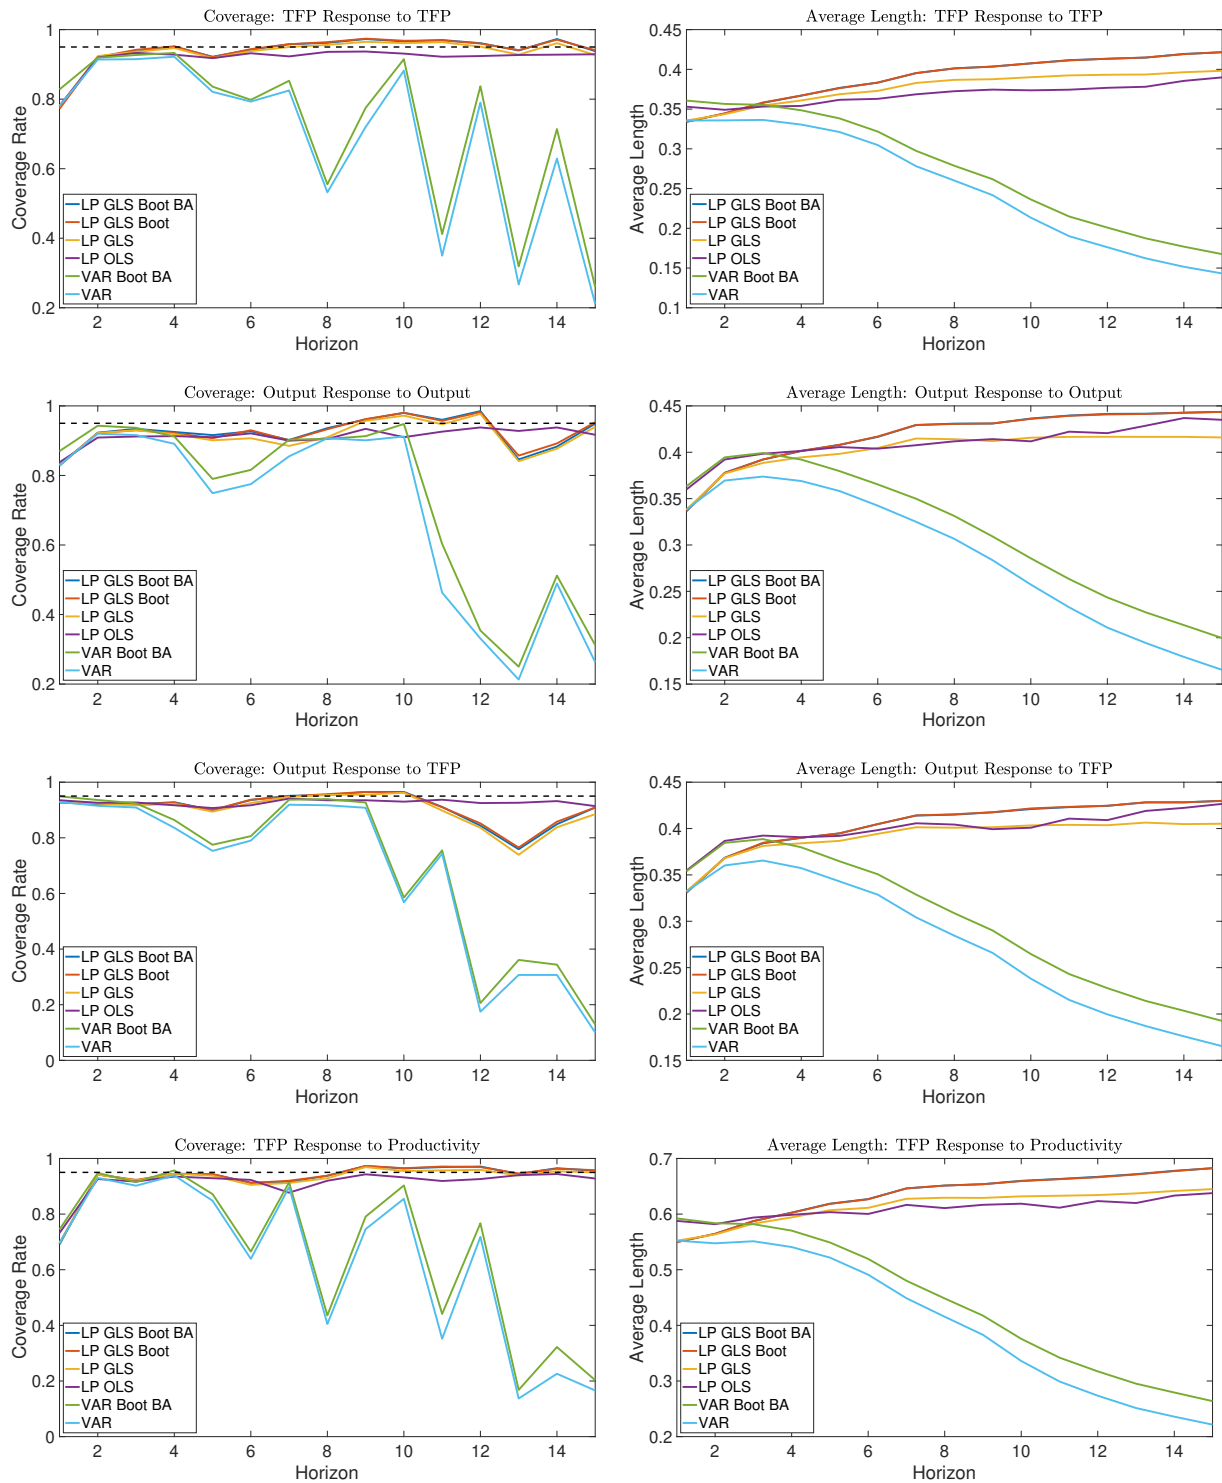 Coverage: TFP Response to TFP
1
0.8
0.6
0.4
0.2
Coverage Rate
LP GLS Boot BA
LP GLS Boot
LP GLS
LP OLS
VAR Boot BA
VAR
2 4 6 8 10 12 14
Horizon
Average Length: TFP Response to TFP
0.45
0.4
0.35
0.3
0.25
0.2
0.15
0.1
Average Length
LP GLS Boot BA
LP GLS Boot
LP GLS
LP OLS
VAR Boot BA
VAR
2 4 6 8 10 12 14
Horizon
Coverage: Output Response to Output
1
0.8
0.6
0.4
0.2
Coverage Rate
LP GLS Boot BA
LP GLS Boot
LP GLS
LP OLS
VAR Boot BA
VAR
2 4 6 8 10 12 14
Horizon
Average Length: Output Response to Output
0.45
0.4
0.35
0.3
0.25
0.2
0.15
Average Length
LP GLS Boot BA
LP GLS Boot
LP GLS
LP OLS
VAR Boot BA
VAR
2 4 6 8 10 12 14
Horizon
Coverage: Output Response to TFP
1
0.8
0.6
0.4
0.2
0
Coverage Rate
LP GLS Boot BA
LP GLS Boot
LP GLS
LP OLS
VAR Boot BA
VAR
2 4 6 8 10 12 14
Horizon
Average Length: Output Response to TFP
0.45
0.4
0.35
0.3
0.25
0.2
0.15
Average Length
LP GLS Boot BA
LP GLS Boot
LP GLS
LP OLS
VAR Boot BA
VAR
2 4 6 8 10 12 14
Horizon
Coverage: TFP Response to Productivity
1
0.8
0.6
0.4
0.2
0
Coverage Rate
LP GLS Boot BA
LP GLS Boot
LP GLS
LP OLS
VAR Boot BA
VAR
2 4 6 8 10 12 14
Horizon
Average Length: TFP Response to Productivity
0.7
0.6
0.5
0.4
0.3
0.2
Average Length
LP GLS Boot BA
LP GLS Boot
LP GLS
LP OLS
VAR Boot BA
VAR
2 4 6 8 10 12 14
Horizon